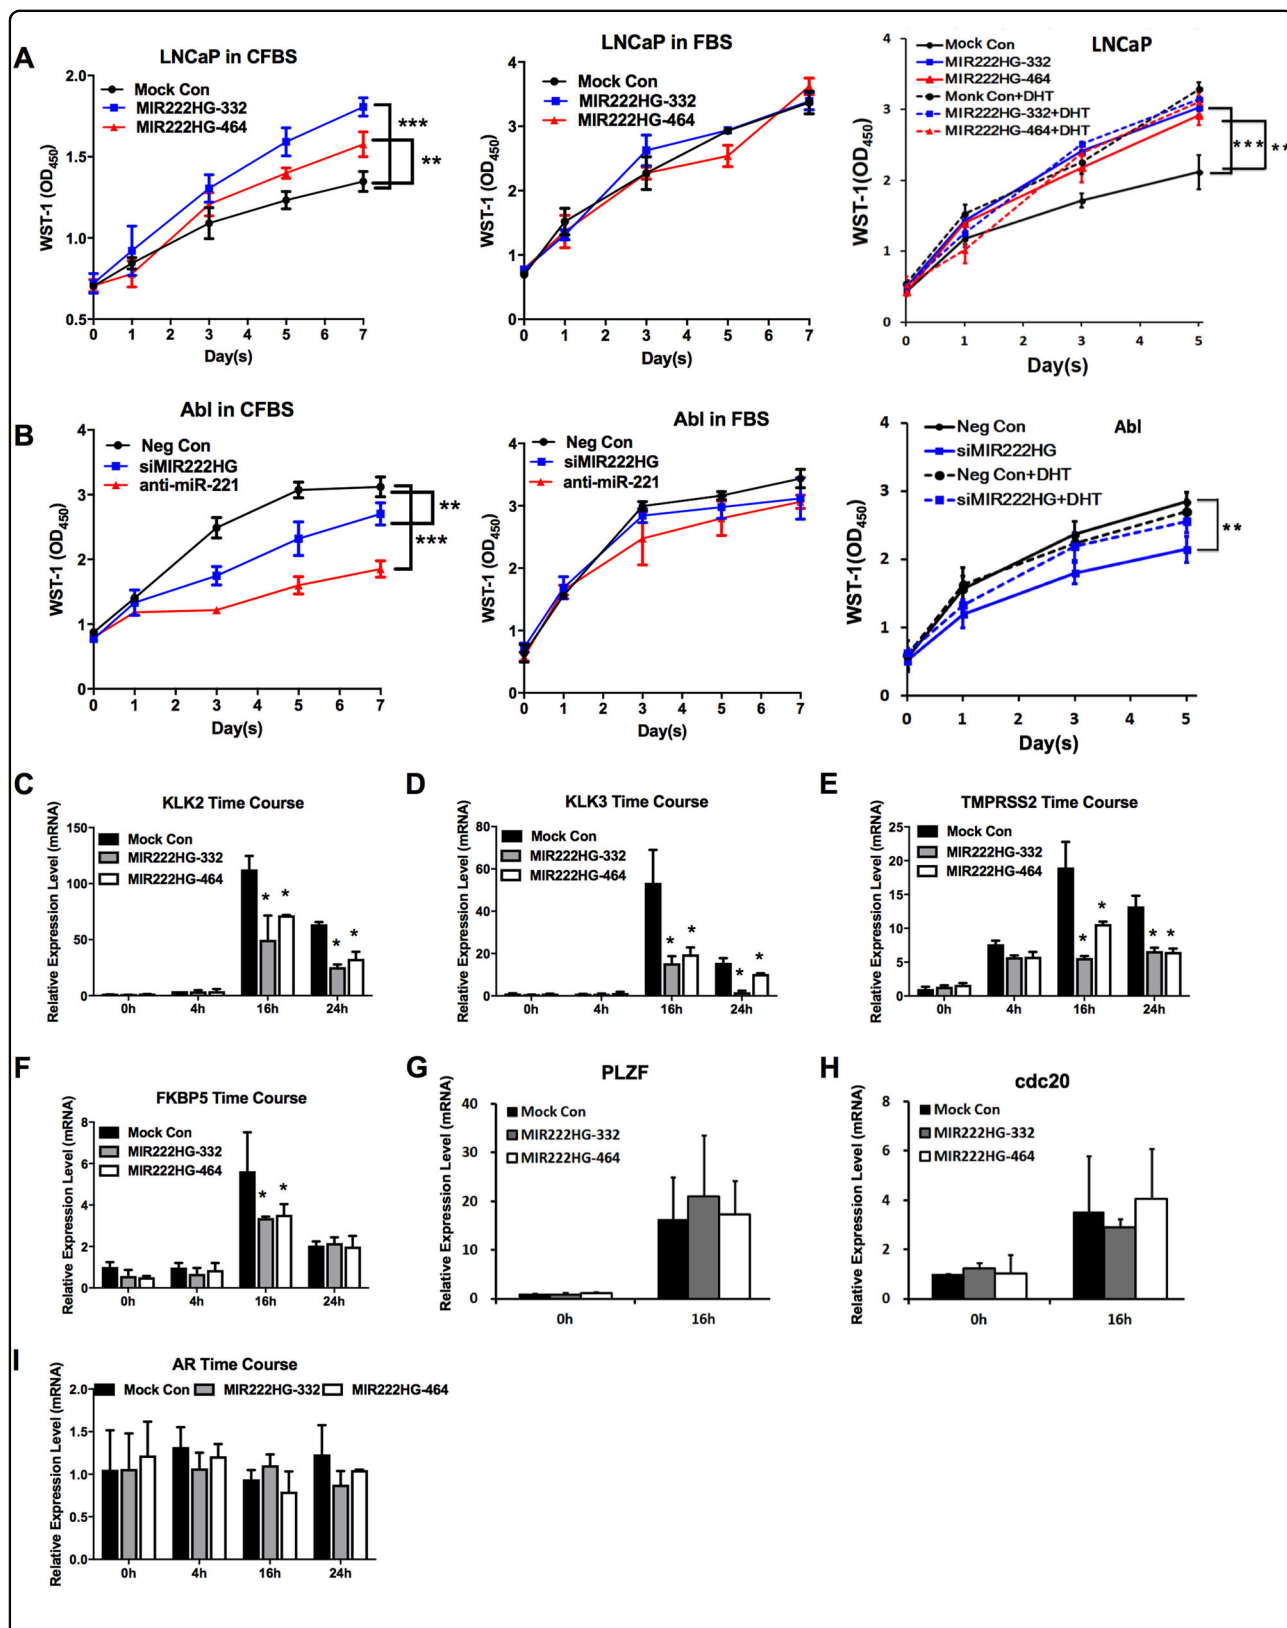 A
LNCaP in CFBS
Mock Con
MIR222HG-332
MIR222HG-464
***
**
WST-1 (OD450)
2.0
1.5
1.0
0.5
0 1 2 3 4 5 6 7
Day(s)
LNCaP in FBS
Mock Con
MIR222HG-332
MIR222HG-464
WST-1 (OD450)
4
3
2
1
0
0 1 2 3 4 5 6 7
Day(s)
LNCaP
Mock Con
MIR222HG-332
MIR222HG-464
Monk Con+DHT
MIR222HG-332+DHT
MIR222HG-464+DHT
*** **
WST-1(OD450)
4
3
2
1
0
0 1 2 3 4 5
Day(s)
B
Abl in CFBS
Neg Con
siMIR222HG
anti-miR-221
**
***
WST-1 (OD450)
4
3
2
1
0
0 1 2 3 4 5 6 7
Day(s)
Abl in FBS
Neg Con
siMIR222HG
anti-miR-221
WST-1 (OD450)
4
3
2
1
0
0 1 2 3 4 5 6 7
Day(s)
Abl
Neg Con
siMIR222HG
Neg Con+DHT
siMIR222HG+DHT
**
WST-1(OD450)
4
3
2
1
0
0 1 2 3 4 5
Day(s)
C
KLK2 Time Course
Mock Con
MIR222HG-332
MIR222HG-464
Relative Expression Level (mRNA)
150
100
50
0
* *
* *
0h 4h 16h 24h
D
KLK3 Time Course
Mock Con
MIR222HG-332
MIR222HG-464
Relative Expression Level (mRNA)
80
60
40
20
0
* *
* *
0h 4h 16h 24h
E
TMPRSS2 Time Course
Mock Con
MIR222HG-332
MIR222HG-464
Relative Expression Level (mRNA)
25
20
15
10
5
0
* *
* *
0h 4h 16h 24h
F
FKBP5 Time Course
Mock Con
MIR222HG-332
MIR222HG-464
Relative Expression Level (mRNA)
8
6
4
2
0
* *
0h 4h 16h 24h
G
PLZF
Mock Con
MIR222HG-332
MIR222HG-464
Relative Expression Level (mRNA)
40
30
20
10
0
0h 16h
H
cdc20
Mock Con
MIR222HG-332
MIR222HG-464
Relative Expression Level (mRNA)
8
6
4
2
0
0h 16h
I
AR Time Course
Mock Con MIR222HG-332 MIR222HG-464
Relative Expression Level (mRNA)
2.0
1.5
1.0
0.5
0.0
0h 4h 16h 24h